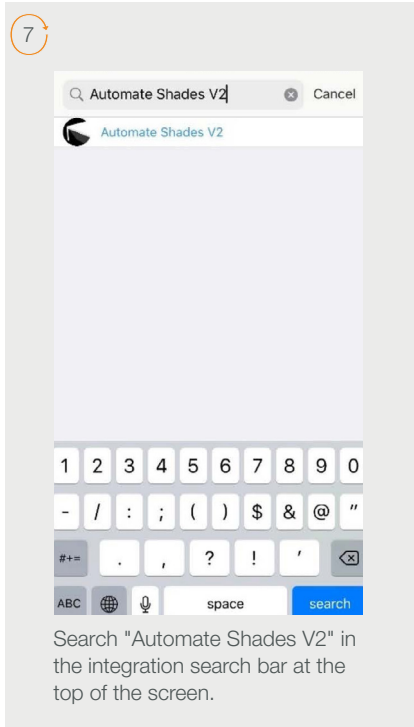 7
Automate Shades V2 Cancel
Automate Shades V2
1 2 3 4 5 6 7 8 9 0
- / : ; ( ) $ & @ "
#+= . , ? ! '
ABC space search
Search "Automate Shades V2" in
the integration search bar at the
top of the screen.